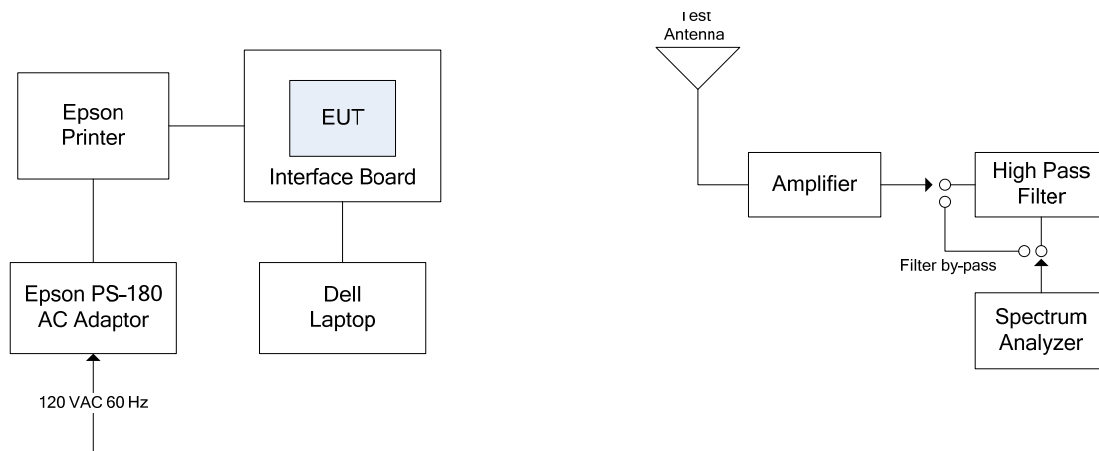 Epson
Printer
EUT
Interface Board
Epson PS-180
AC Adaptor
Dell
Laptop
120 VAC 60 Hz
Test
Antenna
Amplifier
High Pass
Filter
Filter by-pass
Spectrum
Analyzer